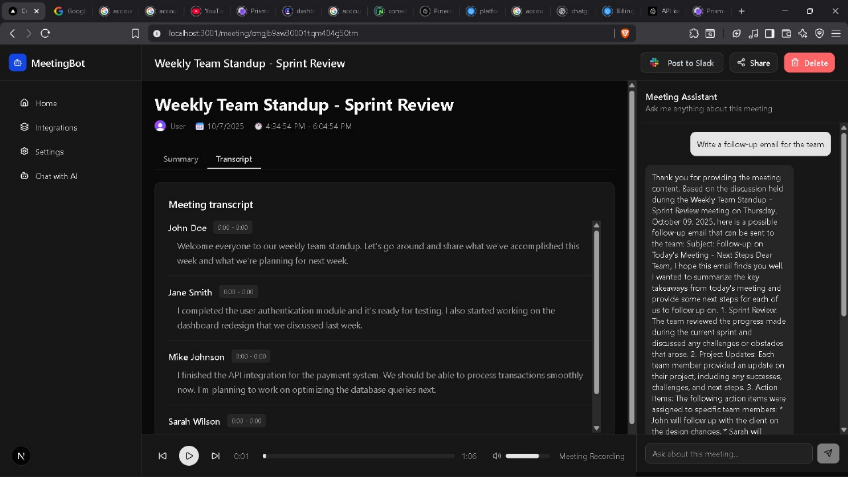 Googl
accou
accou
YouT
Prism
dashb
accou
conne
Pinec
platfo
accou
chatg
Billin
API ke
Prism
localhost:3001/meeting/
MeetingBot
Weekly Team Standup - Sprint Review
Post to Slack
Share
Delete
Home
Integrations
Settings
Chat with AI
Weekly Team Standup - Sprint Review
User
10/7/2025
4:34:54 PM - 6:04:54 PM
Summary
Transcript
Meeting transcript
John Doe
0:00 - 0:00
Welcome everyone to our weekly team standup. Let's go around and share what we've accomplished this
week and what we're planning for next week.
Jane Smith
0:00 - 0:00
I completed the user authentication module and it's ready for testing. I also started working on the
dashboard redesign that we discussed last week.
Mike Johnson
0:00 - 0:00
I finished the API integration for the payment system. We should be able to process transactions smoothly
now. I'm planning to work on optimizing the database queries next.
Sarah Wilson
0:00 - 0:00
N
0:01
1:06
Meeting Recording
Meeting Assistant
Ask me anything about this meeting
Write a follow-up email for the team
Thank you for providing the meeting
content. Based on the discussion held
during the Weekly Team Standup -
Sprint Review meeting on Thursday,
October 09, 2025, here is a possible
follow-up email that can be sent to
the team: Subject: Follow-up on
Today's Meeting - Next Steps Dear
Team, I hope this email finds you well.
I wanted to summarize the key
takeaways from today's meeting and
provide some next steps for each of
us to follow up on. 1. Sprint Review:
The team reviewed the progress made
during the current sprint and
discussed any challenges or obstacles
that arose. 2. Project Updates: Each
team member provided an update on
their project, including any successes,
challenges, and next steps. 3. Action
Items: The following action items were
assigned to specific team members: *
John will follow up with the client on
the design changes. * Sarah will
Ask about this meeting...